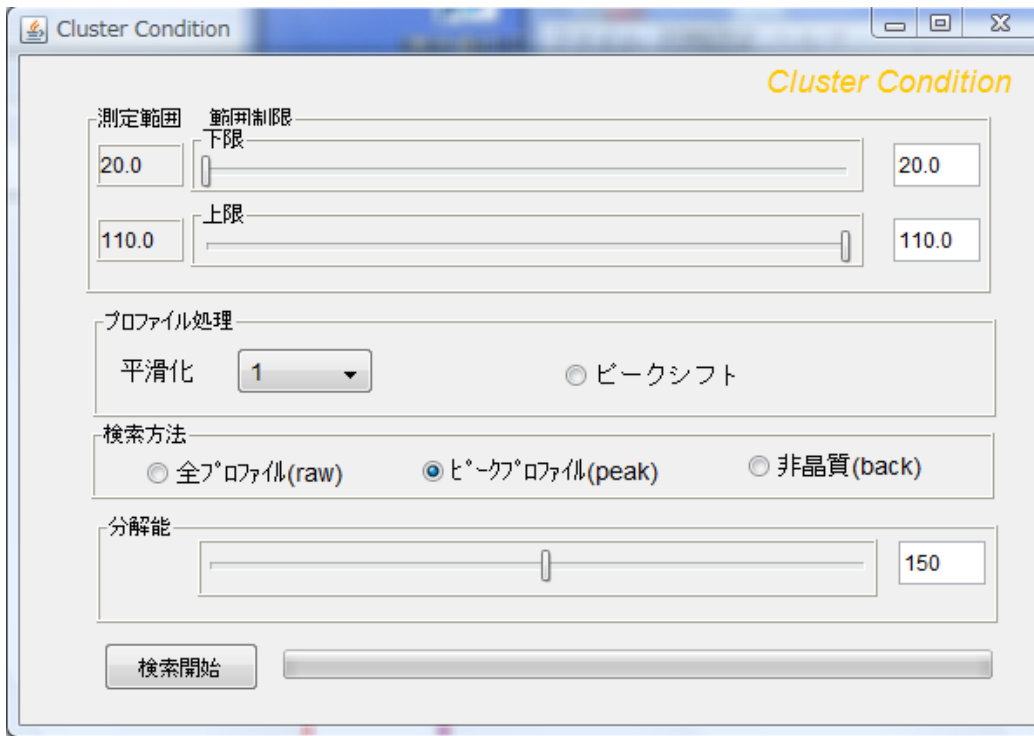 Cluster Condition
Cluster Condition
測定範囲 範囲制限
下限
20.0 20.0
上限
110.0 110.0
プロファイル処理
平滑化 1 ピークシフト
検索方法
全ﾌﾟﾛﾌｧｲﾙ(raw) ﾋﾟｰｸﾌﾟﾛﾌｧｲﾙ(peak) 非晶質(back)
分解能
150
検索開始